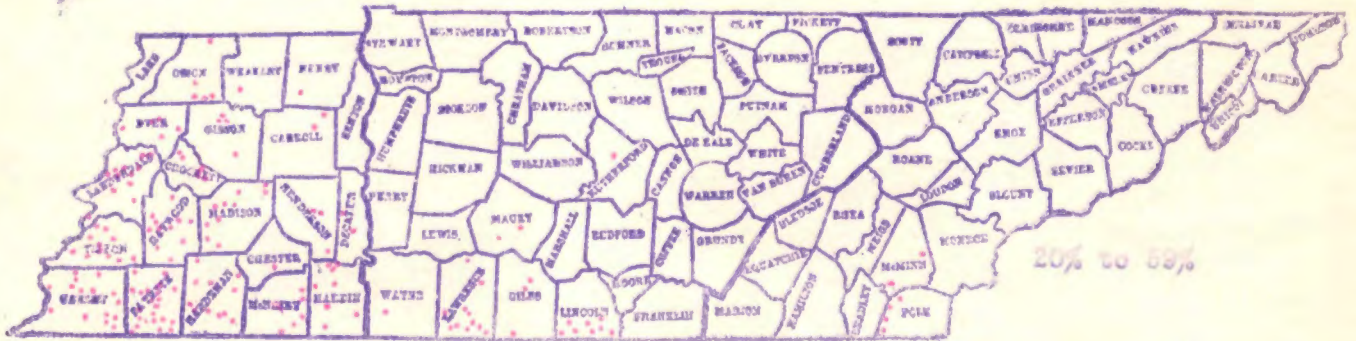 LAKE
OBION
WEAKLEY
HENRY
STEWART
MONTGOMERY
ROBERTSON
SUMNER
MACON
CLAY
PICKETT
SCOTT
CAMPBELL
CLAIBORNE
HANCOCK
HAWKINS
SULLIVAN
JOHNSON
HOUSTON
TROUSDALE
JACKSON
OVERTON
FENTRESS
UNION
GRAINGER
GREENE
WASHINGTON
CARTER
UNICOI
DYER
GIBSON
CARROLL
BENTON
HUMPHREYS
DICKSON
CHEATHAM
DAVIDSON
WILSON
SMITH
PUTNAM
MORGAN
ANDERSON
KNOX
JEFFERSON
COCKE
DE KALB
WHITE
CUMBERLAND
ROANE
LOUDON
BLOUNT
SEVIER
LAUDERDALE
CROCKETT
HICKMAN
WILLIAMSON
RUTHERFORD
CANNON
WARREN
VAN BUREN
HAYWOOD
MADISON
HENDERSON
DECATUR
PERRY
LEWIS
MAURY
MARSHALL
BEDFORD
COFFEE
GRUNDY
BLEDSOE
RHEA
MEIGS
MONROE
TIPTON
CHESTER
MOORE
SEQUATCHIE
McMINN
20% to 59%
SHELBY
FAYETTE
HARDEMAN
McNAIRY
HARDIN
WAYNE
LAWRENCE
GILES
LINCOLN
FRANKLIN
MARION
HAMILTON
BRADLEY
POLK